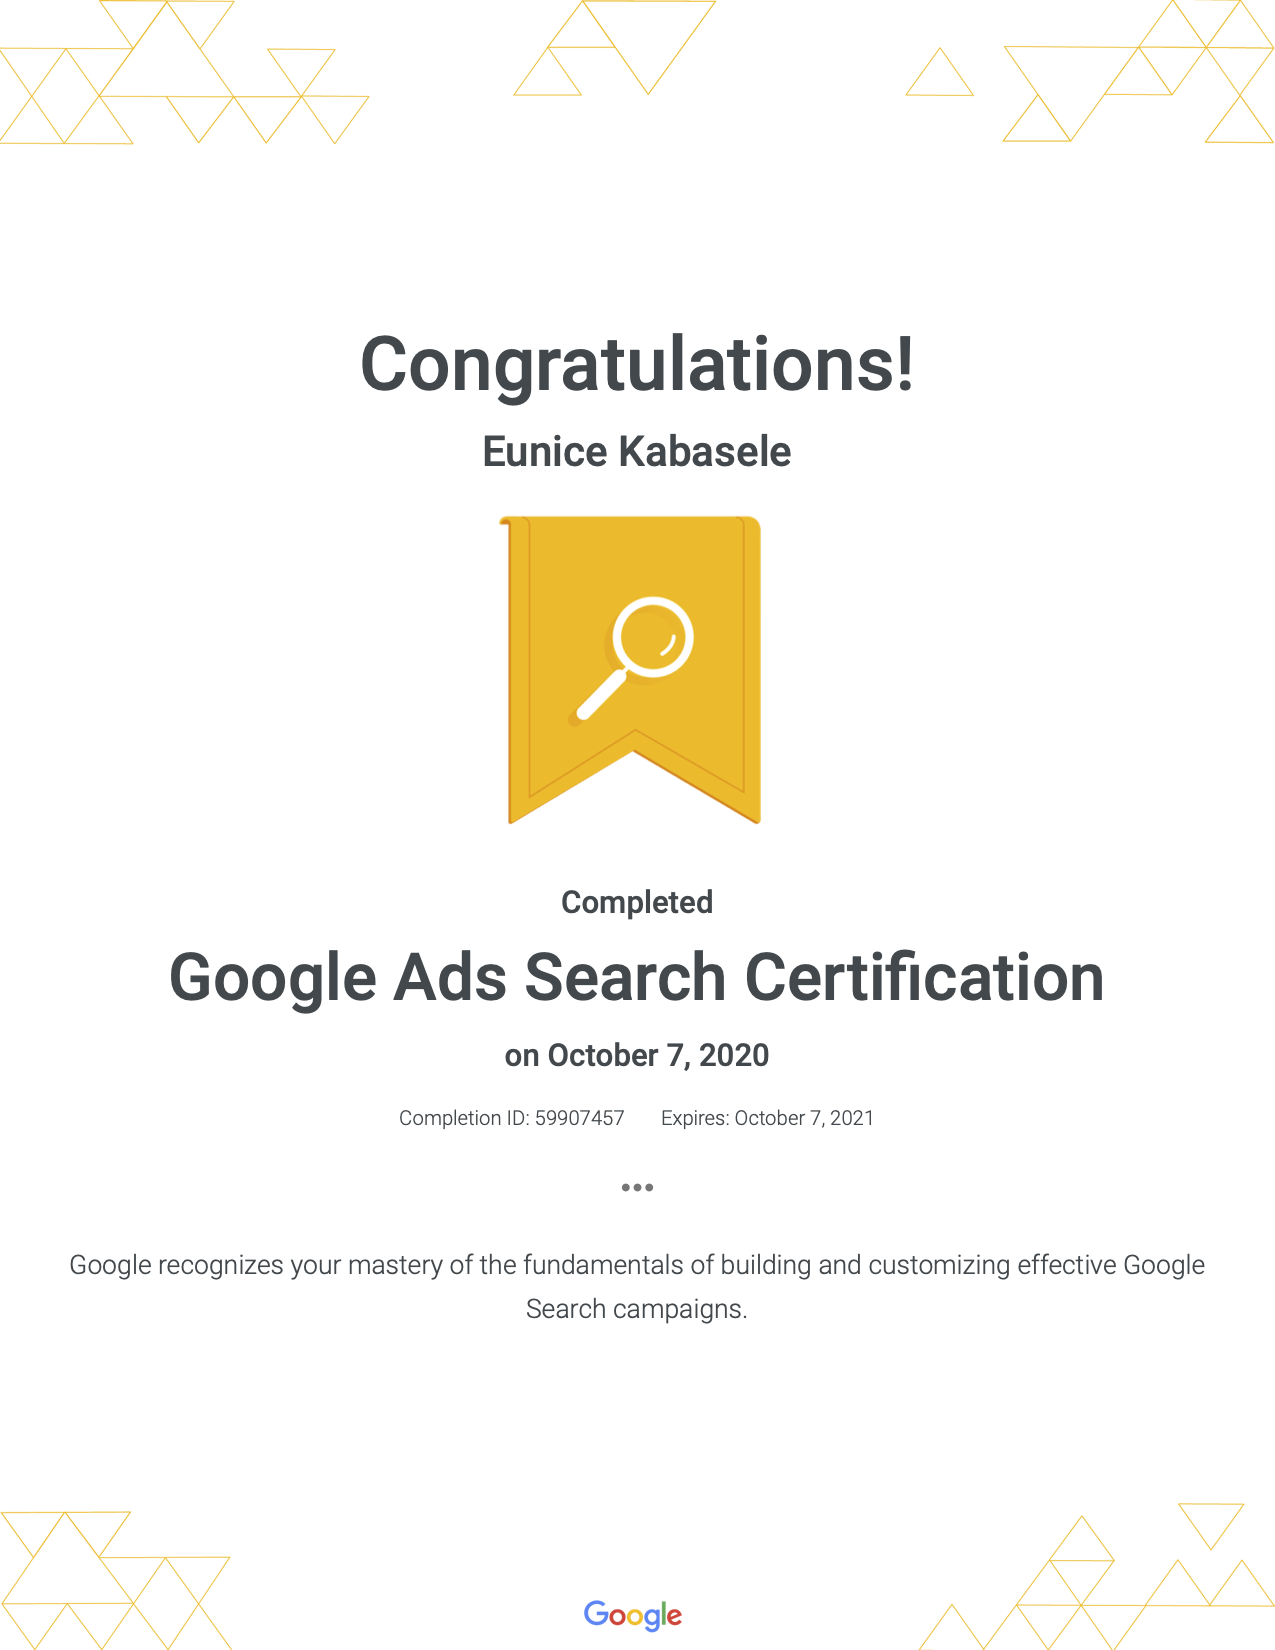 Congratulations!
Eunice Kabasele
Completed
Google Ads Search Certification
on October 7, 2020
Completion ID: 59907457 Expires: October 7, 2021
•••
Google recognizes your mastery of the fundamentals of building and customizing effective Google
Search campaigns.
Google